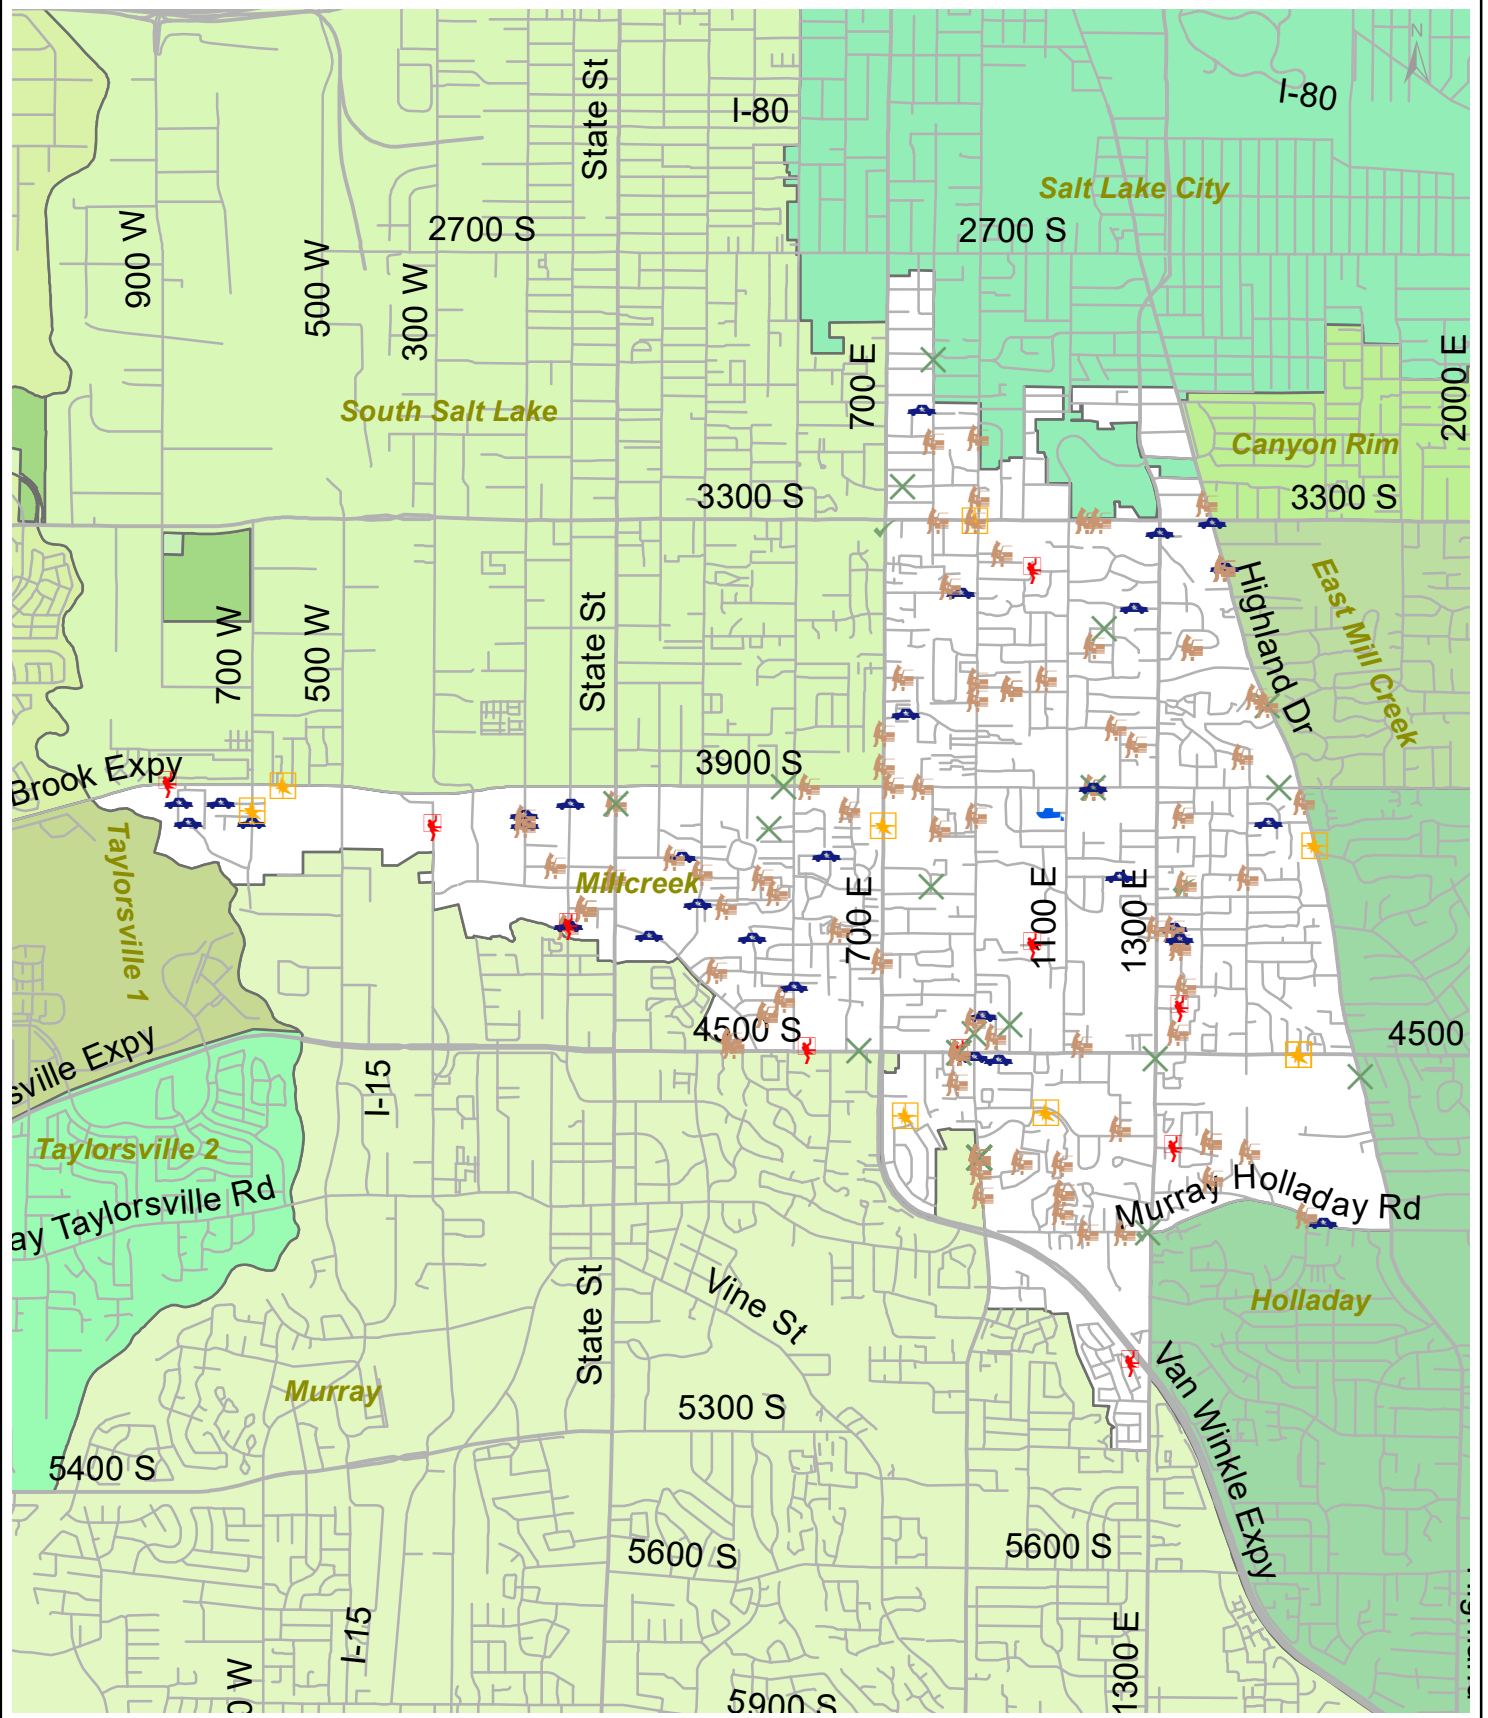 N
I-80
State St
I-80
Salt Lake City
900 W
2700 S
2700 S
500 W
300 W
700 E
2000 E
South Salt Lake
Canyon Rim
3300 S
3300 S
Highland Dr
East Mill Creek
700 W
500 W
State St
3900 S
Brook Expy
Taylorsville 1
Millcreek
700 E
1100 E
1300 E
4500 S
4500
sville Expy
I-15
Taylorsville 2
ay Taylorsville Rd
Murray Holladay Rd
Vine St
State St
Holladay
Van Winkle Expy
Murray
5300 S
5400 S
5600 S
5600 S
I-15
1300 E
0 W
5900 S